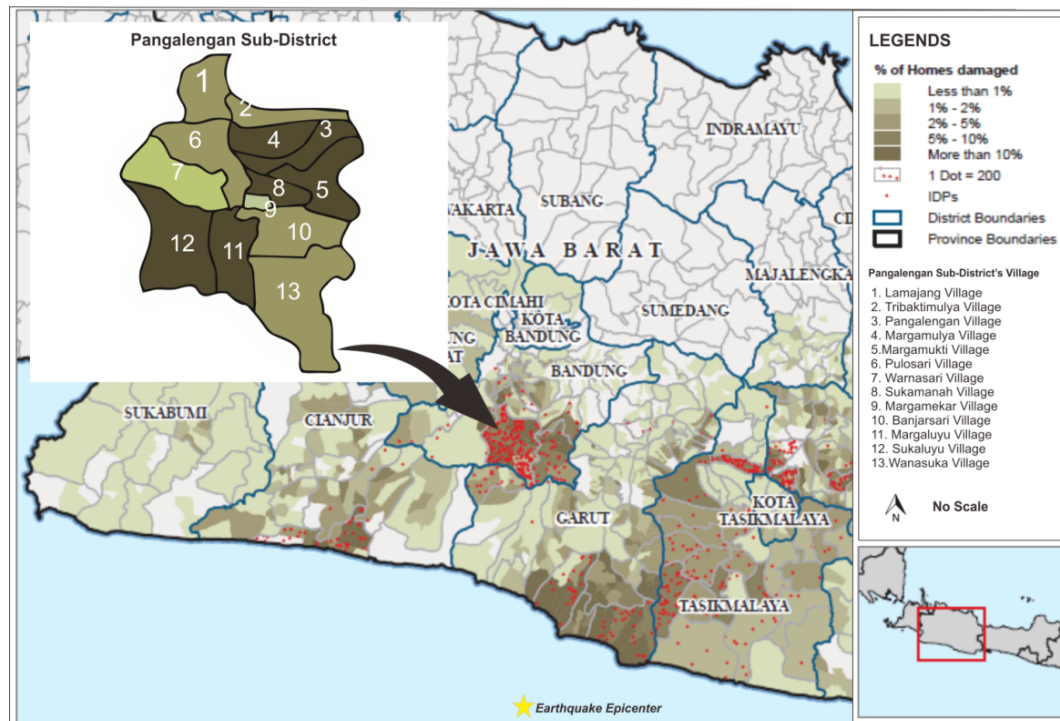 Pangalengan Sub-District
1
2
3
4
5
6
7
8
9
10
11
12
13
INDRAMAYU
SUBANG
JAWA BARAT
MAJALENGKA
KOTA CIMAHI
KOTA
BANDUNG
SUMEDANG
BANDUNG
SUKABUMI
CIANJUR
GARUT
KOTA
TASIKMALAYA
TASIKMALAYA
Earthquake Epicenter
LEGENDS
% of Homes damaged
Less than 1%
1% - 2%
2% - 5%
5% - 10%
More than 10%
1 Dot = 200
IDPs
District Boundaries
Province Boundaries
Pangalengan Sub-District's Village
1. Lamajang Village
2. Tribaktimulya Village
3. Pangalengan Village
4. Margamulya Village
5.Margamukti Village
6. Pulosari Village
7. Warnasari Village
8. Sukamanah Village
9. Margamekar Village
10. Banjarsari Village
11. Margaluyu Village
12. Sukaluyu Village
13.Wanasuka Village
N
No Scale